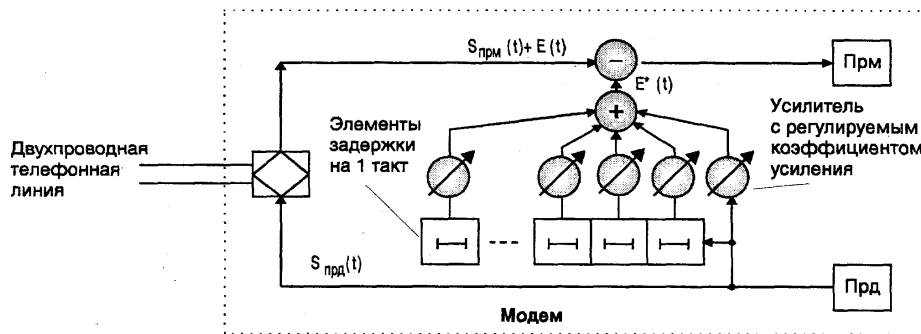 S прм (t)+ E (t)
Прм
E* (t)
Элементы
задержки
на 1 такт
Усилитель
с регулируемым
коэффициентом
усиления
Двухпроводная
телефонная
линия
S прд(t)
Прд
Модем